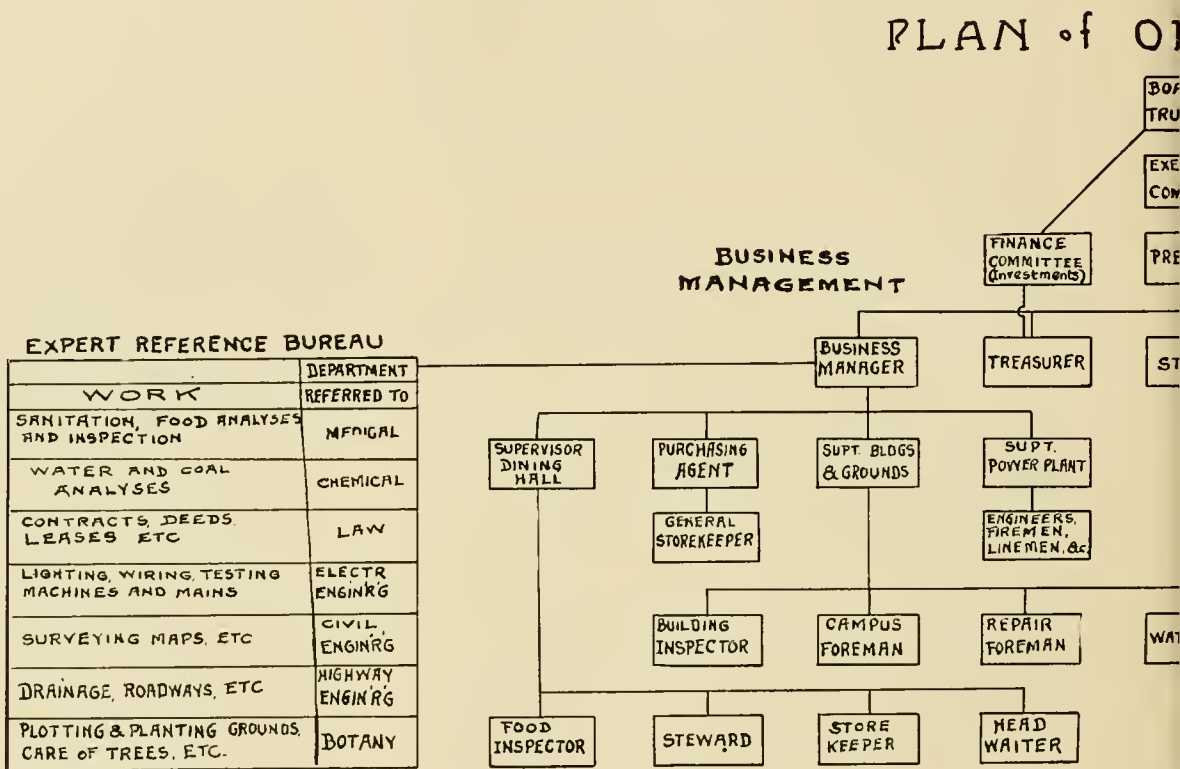 PLAN of
FINANCE
COMMITTEE
(Investments)
BUSINESS
MANAGEMENT
BUSINESS
MANAGER
TREASURER
EXPERT REFERENCE BUREAU
WORK
DEPARTMENT
REFERRED TO
SANITATION, FOOD ANALYSES
AND INSPECTION
MEDICAL
WATER AND COAL
ANALYSES
CHEMICAL
CONTRACTS, DEEDS,
LEASES ETC
LAW
LIGHTING, WIRING, TESTING
MACHINES AND MAINS
ELECTR
ENGIN'R'G
SURVEYING MAPS, ETC
CIVIL
ENGIN'R'G
DRAINAGE, ROADWAYS, ETC
HIGHWAY
ENGIN'R'G
PLOTTING & PLANTING GROUNDS,
CARE OF TREES, ETC.
BOTANY
SUPERVISOR
DINING
HALL
PURCHASING
AGENT
SUPT. BLDGS
& GROUNDS
SUPT.
POWER PLANT
GENERAL
STOREKEEPER
ENGINEERS,
FIREMEN,
LINEMEN, &c
BUILDING
INSPECTOR
CAMPUS
FOREMAN
REPAIR
FOREMAN
FOOD
INSPECTOR
STEWARD
STORE
KEEPER
HEAD
WAITER